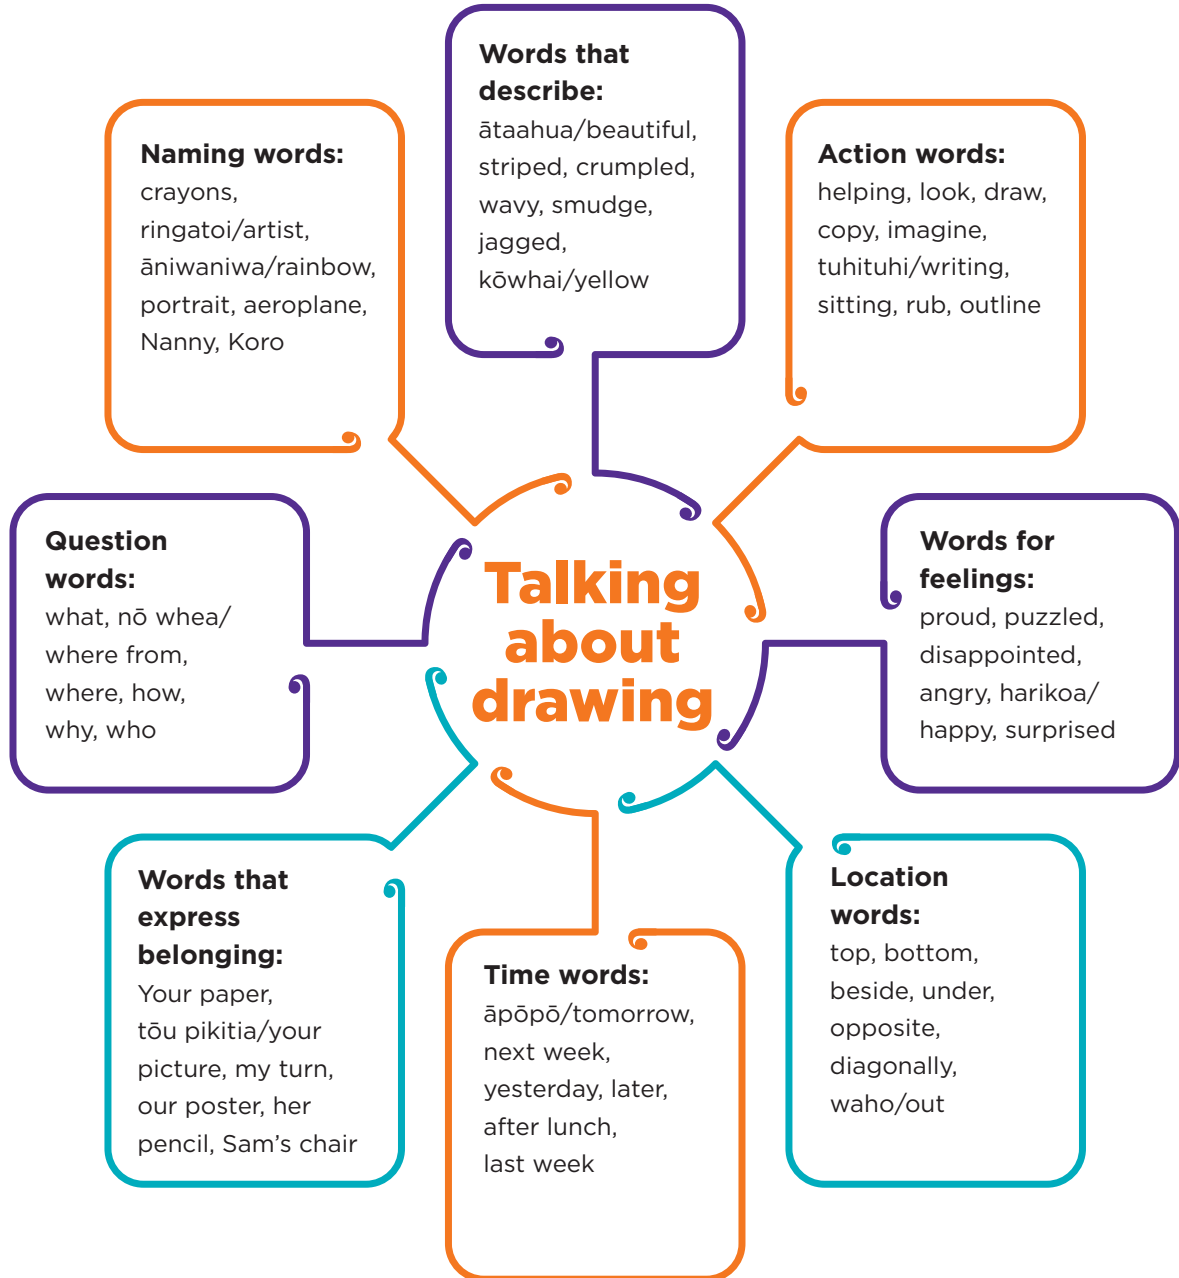 Words that
describe:
ātaahua/beautiful,
striped, crumpled,
wavy, smudge,
jagged,
kōwhai/yellow
Naming words:
crayons,
ringatoi/artist,
āniwaniwa/rainbow,
portrait, aeroplane,
Nanny, Koro
Action words:
helping, look, draw,
copy, imagine,
tuhituhi/writing,
sitting, rub, outline
Question
words:
what, nō whea/
where from,
where, how,
why, who
Talking
about
drawing
Words for
feelings:
proud, puzzled,
disappointed,
angry, harikoa/
happy, surprised
Words that
express
belonging:
Your paper,
tōu pikitia/your
picture, my turn,
our poster, her
pencil, Sam’s chair
Time words:
āpōpō/tomorrow,
next week,
yesterday, later,
after lunch,
last week
Location
words:
top, bottom,
beside, under,
opposite,
diagonally,
waho/out